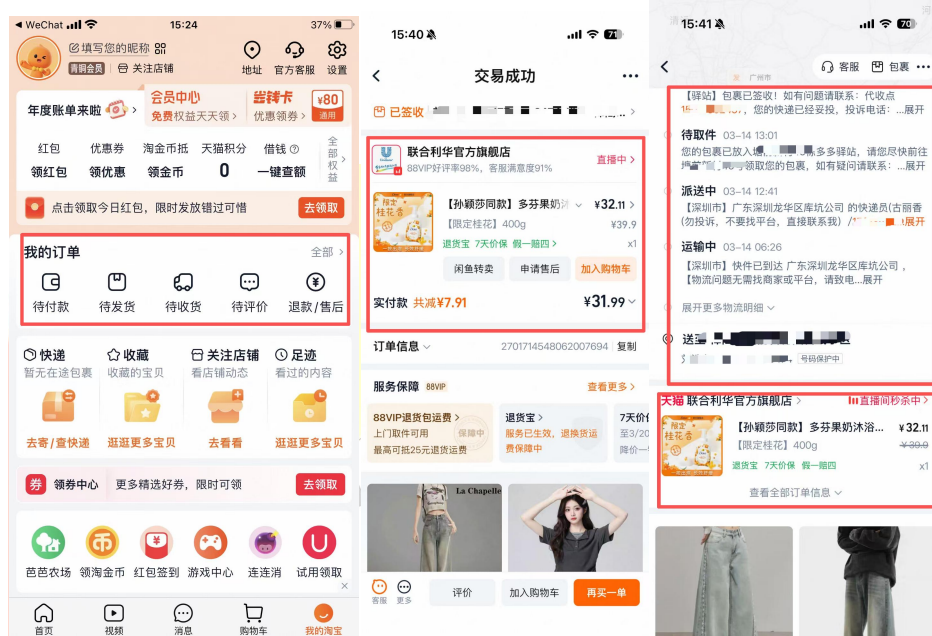 WeChat
15:24
37%
填写您的昵称
青铜会员
关注店铺
地址
官方客服
设置
年度账单来啦
会员中心
免费权益天天领
尝钱卡
优惠领券
¥80
通用
红包
优惠券
淘金币抵
天猫积分
借钱
领红包
领优惠
领金币
0
一键查额
全部权益
点击领取今日红包，限时发放错过可惜
去领取
我的订单
全部
待付款
待发货
待收货
待评价
退款/售后
快递
收藏
关注店铺
足迹
暂无在途包裹
收藏的宝贝
看店铺动态
看过的内容
去寄/查快递
逛逛更多宝贝
去看看
逛逛更多宝贝
券
领券中心
更多精选好券，限时可领
去领取
芭芭农场
领淘金币
红包签到
游戏中心
连连消
试用领取
首页
视频
消息
购物车
我的淘宝
15:40
71
交易成功
已签收
联合利华官方旗舰店
88VIP好评率98%，客服满意度91%
直播中
限定
桂花香
【孙颖莎同款】多芬果奶沐
¥32.11
【限定桂花】400g
¥39.9
退货宝 7天价保 假一赔四
x1
闲鱼转卖
申请售后
加入购物车
实付款 共减¥7.91
¥31.99
订单信息
2701714548062007694
复制
服务保障 88VIP
查看更多
88VIP退货包运费
上门取件可用
最高可抵25元退货运费
保障中
退货宝
服务已生效，退换货运
费保障中
7天价
至3/20
降价一
La Chapelle
客服
更多
评价
加入购物车
再买一单
15:41
70
广州市
客服
包裹
【驿站】包裹已签收！如有问题请联系：代收点
，您的快递已经妥投，投诉电话：...展开
待取件 03-14 13:01
您的包裹已放入
多多驿站，请您尽快前往
领取您的包裹，如有疑问请联系：...展开
派送中 03-14 12:41
【深圳市】广东深圳龙华区库坑公司 的快递员(古丽香
(勿投诉，不要找平台，直接联系我)
展开
运输中 03-14 06:26
【深圳市】快件已到达 广东深圳龙华区库坑公司，
【物流问题无需找商家或平台，请致电...展开
展开更多物流明细
送至
号码保护中
天猫 联合利华官方旗舰店
直播间秒杀中
限定
桂花香
【孙颖莎同款】多芬果奶沐浴...
¥32.11
【限定桂花】400g
¥39.9
退货宝 7天价保 假一赔四
x1
查看全部订单信息